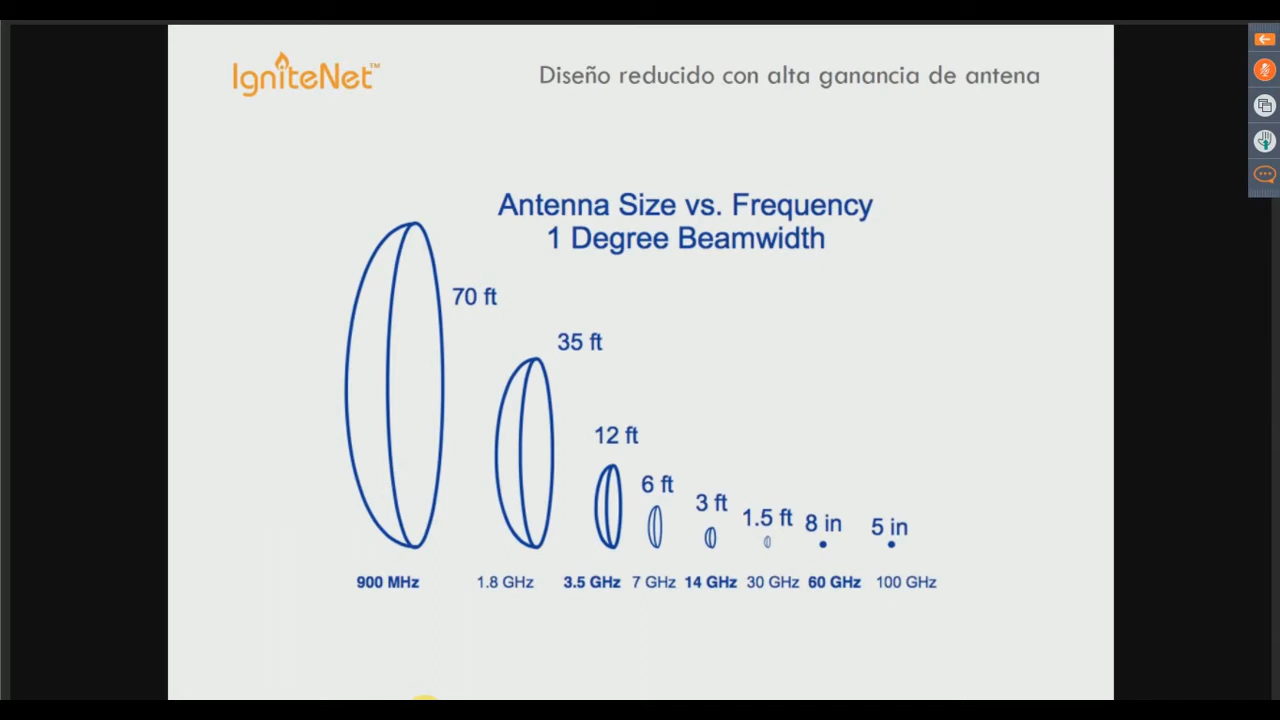 IgniteNet™
Diseño reducido con alta ganancia de antena
Antenna Size vs. Frequency
1 Degree Beamwidth
70 ft
35 ft
12 ft
6 ft
3 ft
1.5 ft
8 in
5 in
900 MHz
1.8 GHz
3.5 GHz
7 GHz
14 GHz
30 GHz
60 GHz
100 GHz